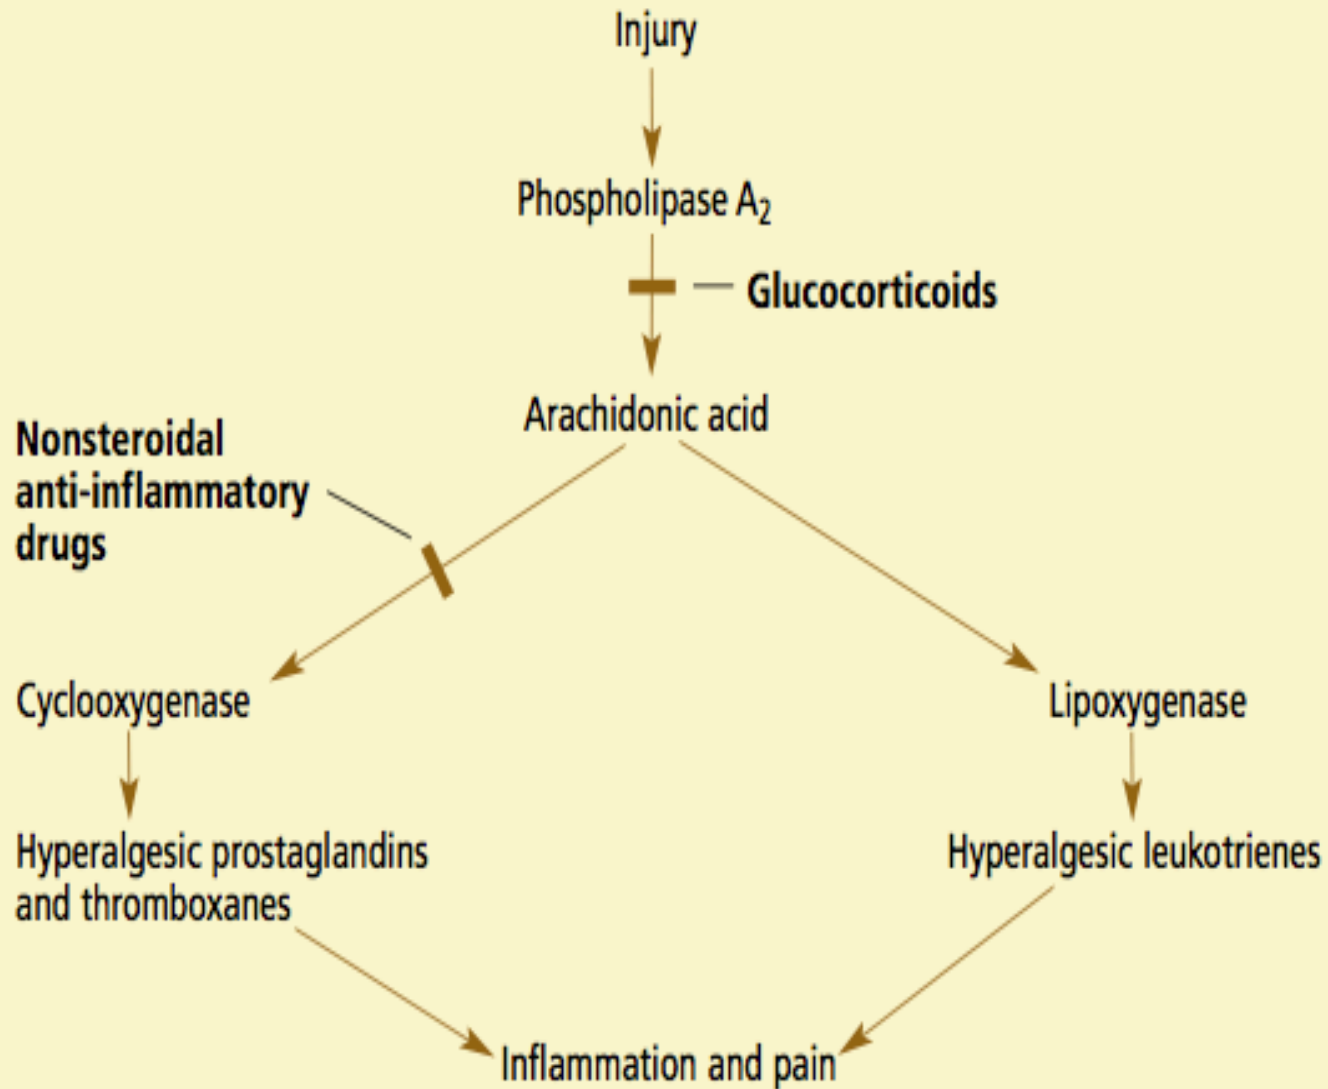 Injury
Phospholipase A₂
Glucocorticoids
Arachidonic acid
Nonsteroidal
anti-inflammatory
drugs
Cyclooxygenase
Lipoxygenase
Hyperalgesic prostaglandins
and thromboxanes
Hyperalgesic leukotrienes
Inflammation and pain